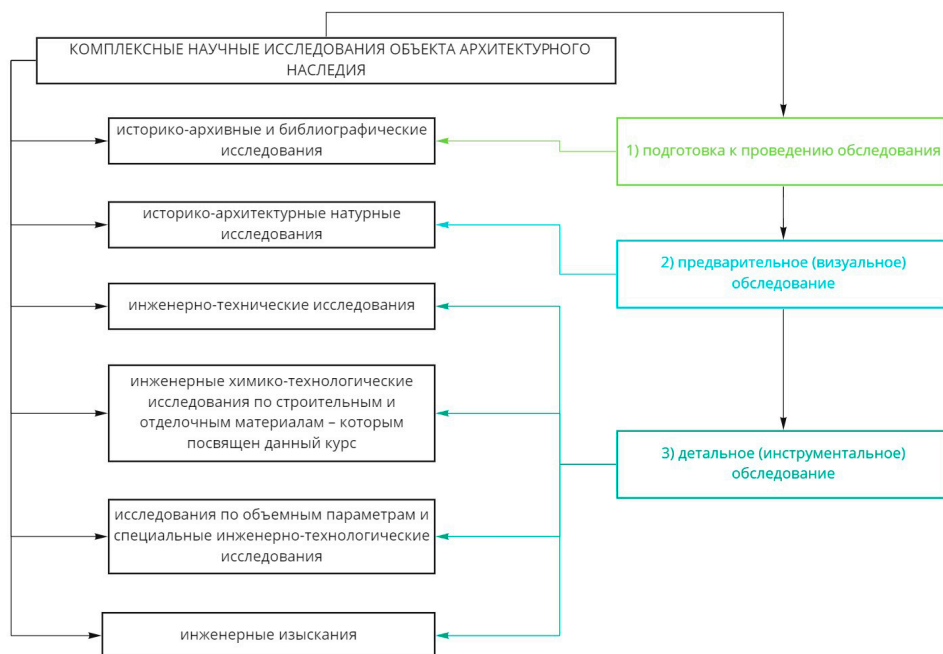 КОМПЛЕКСНЫЕ НАУЧНЫЕ ИССЛЕДОВАНИЯ ОБЪЕКТА АРХИТЕКТУРНОГО
НАСЛЕДИЯ
историко-архивные и библиографические
исследования
1) подготовка к проведению обследования
историко-архитектурные натурные
исследования
2) предварительное (визуальное)
обследование
инженерно-технические исследования
инженерные химико-технологические
исследования по строительным и
отделочным материалам – которым
посвящен данный курс
3) детальное (инструментальное)
обследование
исследования по объемным параметрам и
специальные инженерно-технологические
исследования
инженерные изыскания